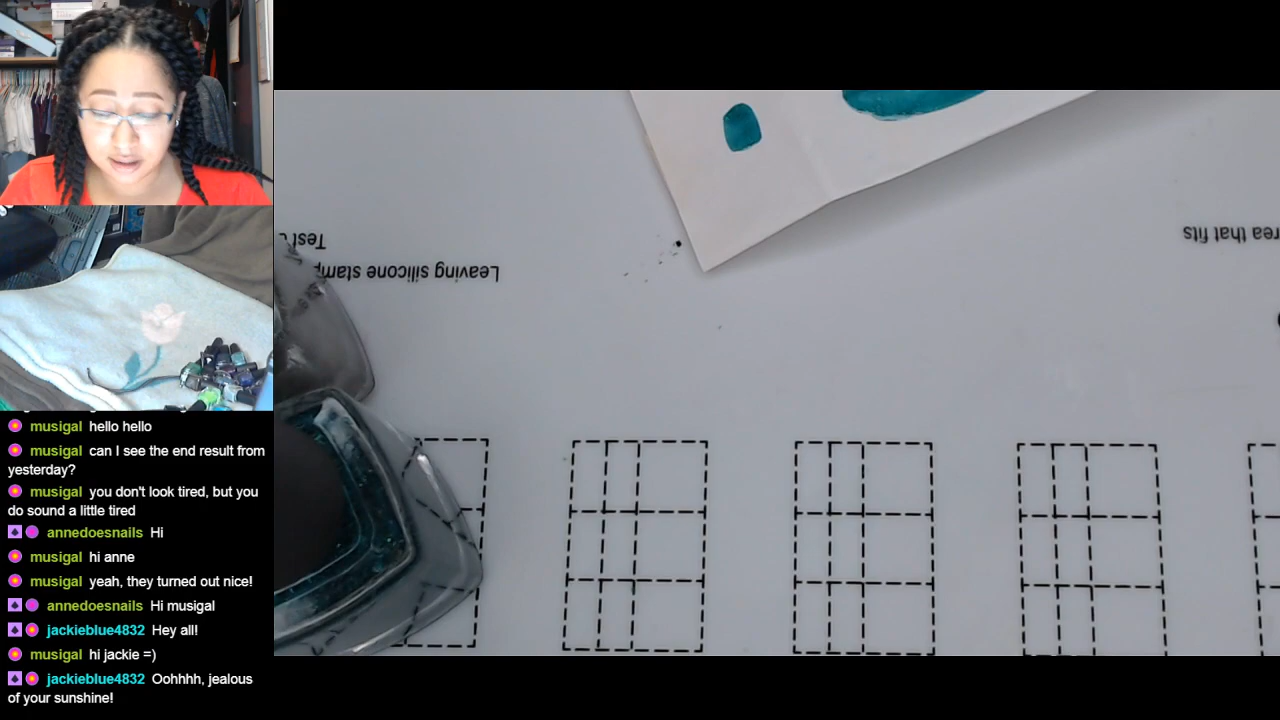 musigal hello hello
musigal can I see the end result from
yesterday?
musigal you don't look tired, but you
do sound a little tired
annedoesnails Hi
musigal hi anne
musigal yeah, they turned out nice!
annedoesnails Hi musigal
jackieblue4832 Hey all!
musigal hi jackie =)
jackieblue4832 Oohhhh, jealous
of your sunshine!
Leaving silicone
that fits